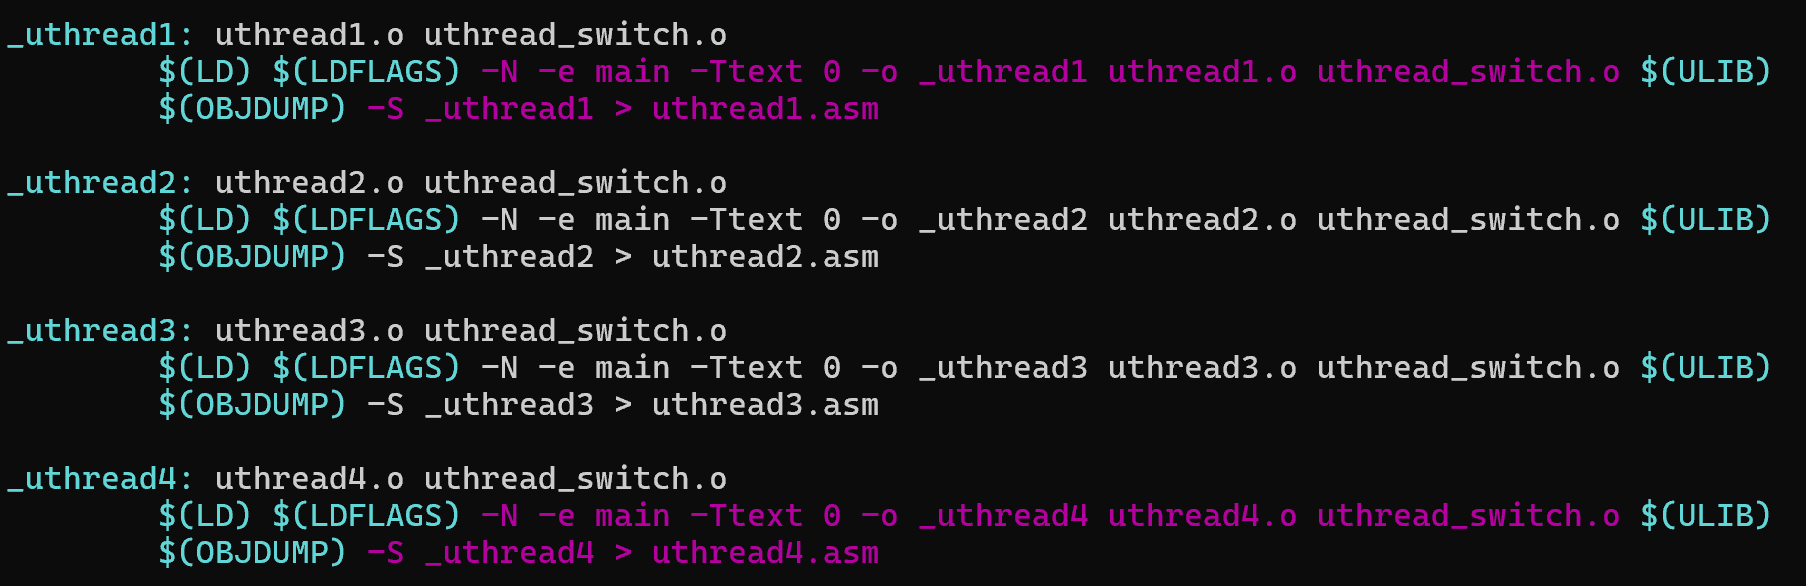 _uthread1: uthread1.o uthread_switch.o
$(LD) $(LDFLAGS) -N -e main -Ttext 0 -o _uthread1 uthread1.o uthread_switch.o $(ULIB)
$(OBJDUMP) -S _uthread1 > uthread1.asm
_uthread2: uthread2.o uthread_switch.o
$(LD) $(LDFLAGS) -N -e main -Ttext 0 -o _uthread2 uthread2.o uthread_switch.o $(ULIB)
$(OBJDUMP) -S _uthread2 > uthread2.asm
_uthread3: uthread3.o uthread_switch.o
$(LD) $(LDFLAGS) -N -e main -Ttext 0 -o _uthread3 uthread3.o uthread_switch.o $(ULIB)
$(OBJDUMP) -S _uthread3 > uthread3.asm
_uthread4: uthread4.o uthread_switch.o
$(LD) $(LDFLAGS) -N -e main -Ttext 0 -o _uthread4 uthread4.o uthread_switch.o $(ULIB)
$(OBJDUMP) -S _uthread4 > uthread4.asm